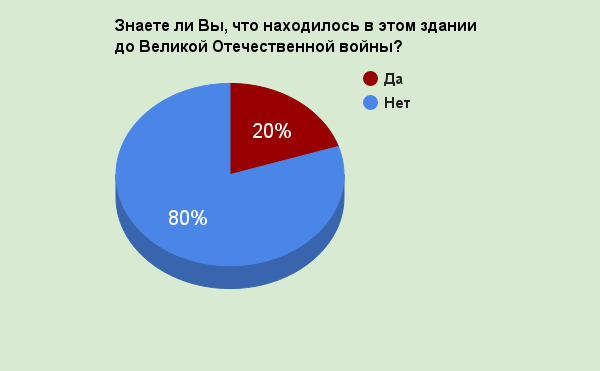 Знаете ли Вы, что находилось в этом здании
до Великой Отечественной войны?
Да
Нет
20%
80%